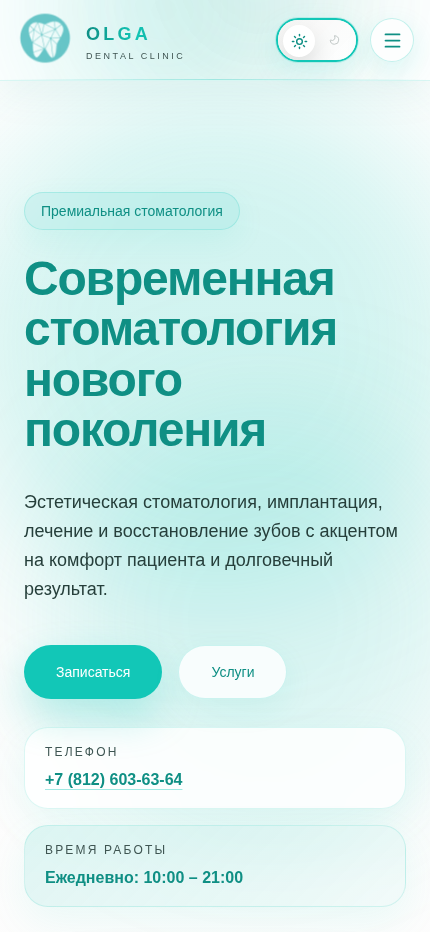 OLGA
DENTAL CLINIC
Премиальная стоматология
Современная
стоматология
нового
поколения
Эстетическая стоматология, имплантация,
лечение и восстановление зубов с акцентом
на комфорт пациента и долговечный
результат.
Записаться
Услуги
ТЕЛЕФОН
+7 (812) 603-63-64
ВРЕМЯ РАБОТЫ
Ежедневно: 10:00 – 21:00